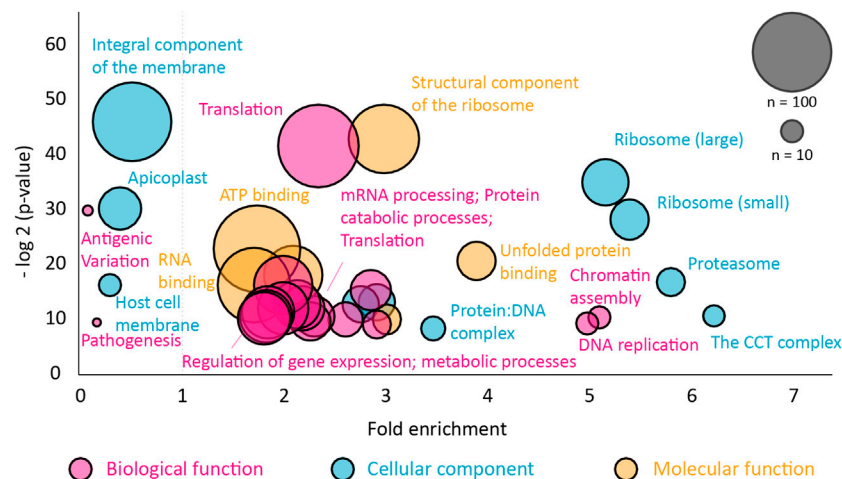 60
50
40
30
20
10
0
- log 2 (p-value)
Integral component
of the membrane
Translation
Structural component
of the ribosome
n = 100
n = 10
Ribosome (large)
Ribosome (small)
Apicoplast
ATP binding
mRNA processing; Protein
catabolic processes;
Translation
Antigenic
Variation
RNA
binding
Unfolded protein
binding
Proteasome
Chromatin
assembly
Host cell
membrane
Pathogenesis
Protein:DNA
complex
DNA replication
The CCT complex
Regulation of gene expression; metabolic processes
0 1 2 3 4 5 6 7
Fold enrichment
Biological function
Cellular component
Molecular function